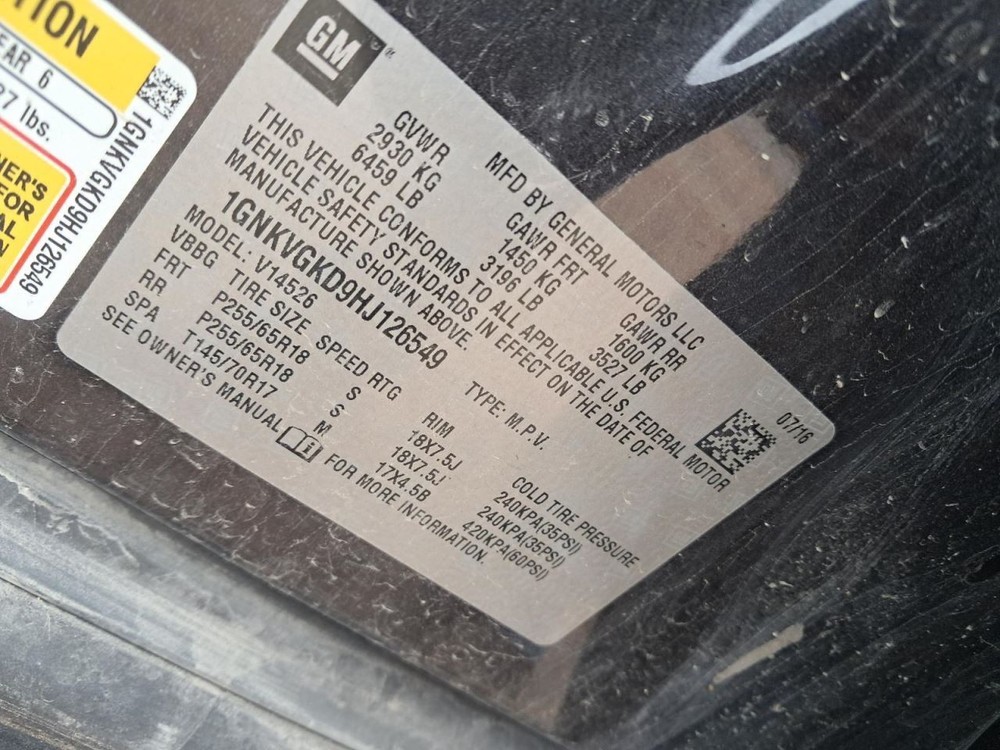 TION
EAR 6
27 lbs.
NER'S
FOR
AL
N
1GNKVGKD9HJ126549
GM
MFD BY GENERAL MOTORS LLC
07/16
GVWR GAWR FRT GAWR RR
2930 KG 1450 KG 1600 KG
6459 LB 3196 LB 3527 LB
THIS VEHICLE CONFORMS TO ALL APPLICABLE U.S. FEDERAL MOTOR
VEHICLE SAFETY STANDARDS IN EFFECT ON THE DATE OF
MANUFACTURE SHOWN ABOVE.
1GNKVGKD9HJ126549 TYPE: M.P.V.
MODEL: V14526
VBBG TIRE SIZE SPEED RTG RIM COLD TIRE PRESSURE
FRT P255/65R18 S 18X7.5J 240KPA(35PSI)
RR P255/65R18 S 18X7.5J 240KPA(35PSI)
SPA T145/70R17 M 17X4.5B 420KPA(60PSI)
SEE OWNER'S MANUAL i FOR MORE INFORMATION.